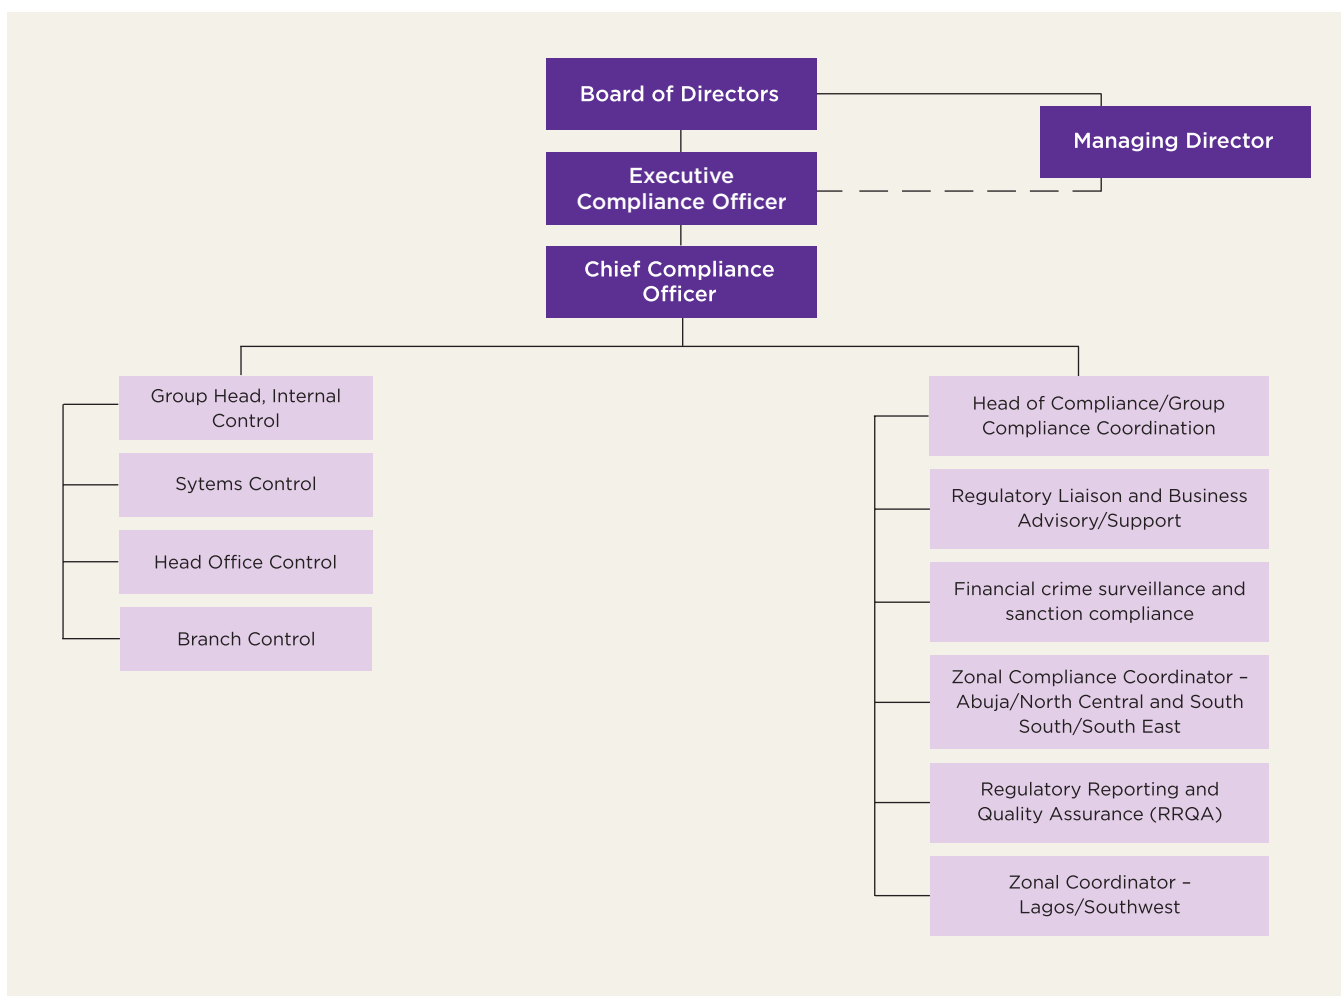 Board of Directors
Managing Director
Executive
Compliance Officer
Chief Compliance
Officer
Group Head, Internal
Control
Sytems Control
Head Office Control
Branch Control
Head of Compliance/Group
Compliance Coordination
Regulatory Liaison and Business
Advisory/Support
Financial crime surveillance and
sanction compliance
Zonal Compliance Coordinator –
Abuja/North Central and South
South/South East
Regulatory Reporting and
Quality Assurance (RRQA)
Zonal Coordinator –
Lagos/Southwest